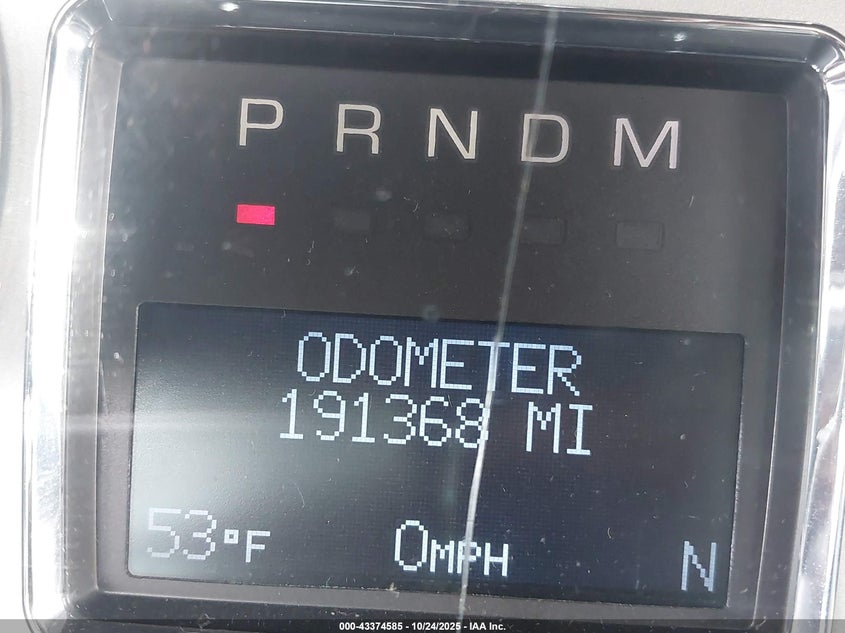 P R N D M
ODOMETER
191368 MI
53°F 0MPH N
000-43374585 - 10/24/2025 - IAA Inc.